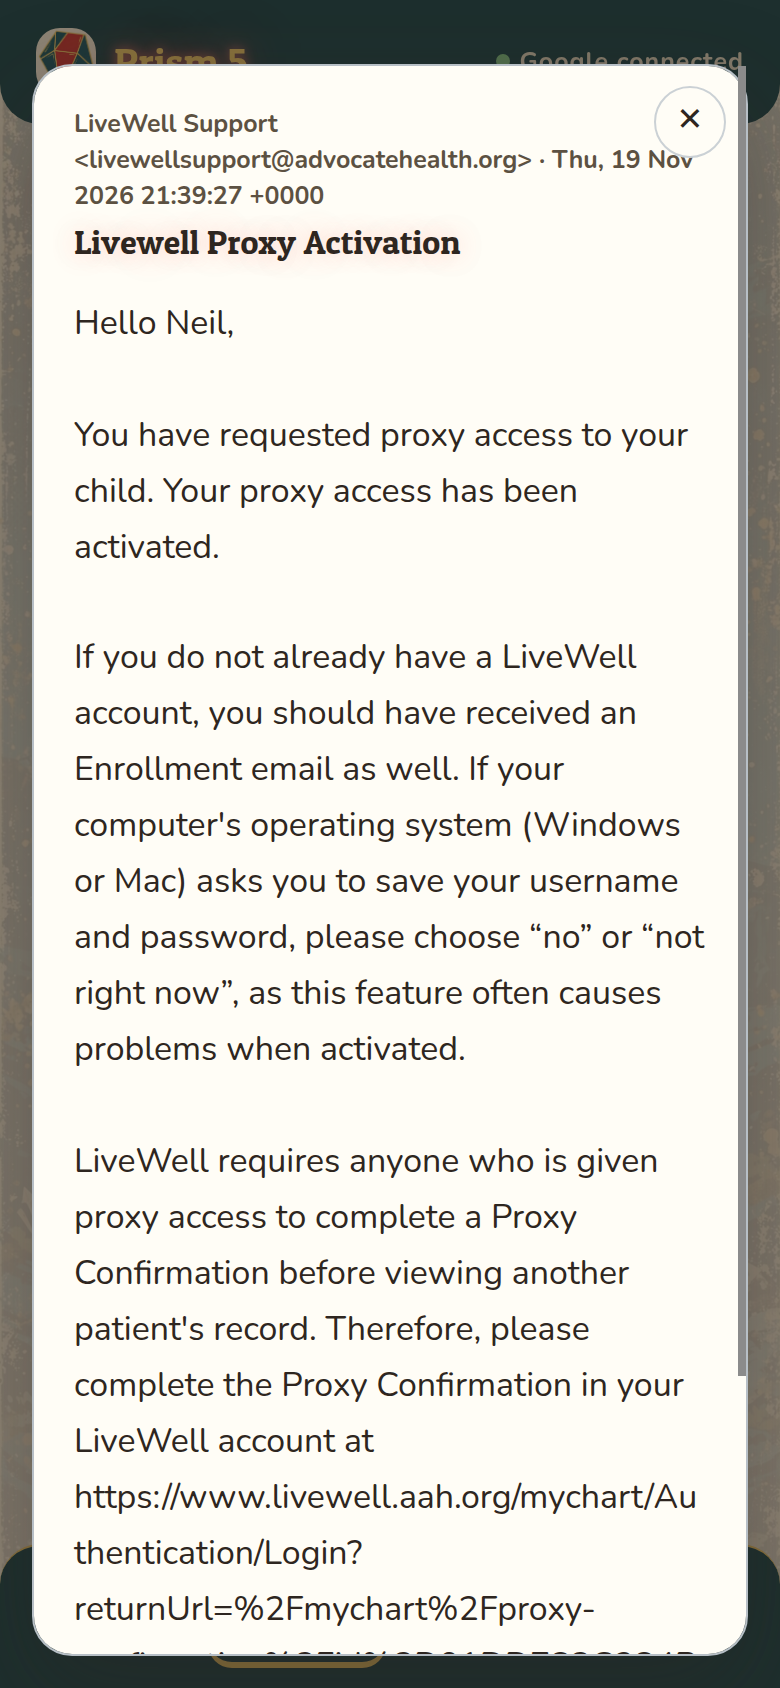 Prism 5
Google connected
LiveWell Support
<livewellsupport@advocatehealth.org> · Thu, 19 Nov
2026 21:39:27 +0000
✕
Livewell Proxy Activation
Hello Neil,
You have requested proxy access to your
child. Your proxy access has been
activated.
If you do not already have a LiveWell
account, you should have received an
Enrollment email as well. If your
computer's operating system (Windows
or Mac) asks you to save your username
and password, please choose “no” or “not
right now”, as this feature often causes
problems when activated.
LiveWell requires anyone who is given
proxy access to complete a Proxy
Confirmation before viewing another
patient's record. Therefore, please
complete the Proxy Confirmation in your
LiveWell account at
https://www.livewell.aah.org/mychart/Au
thentication/Login?
returnUrl=%2Fmychart%2Fproxy-